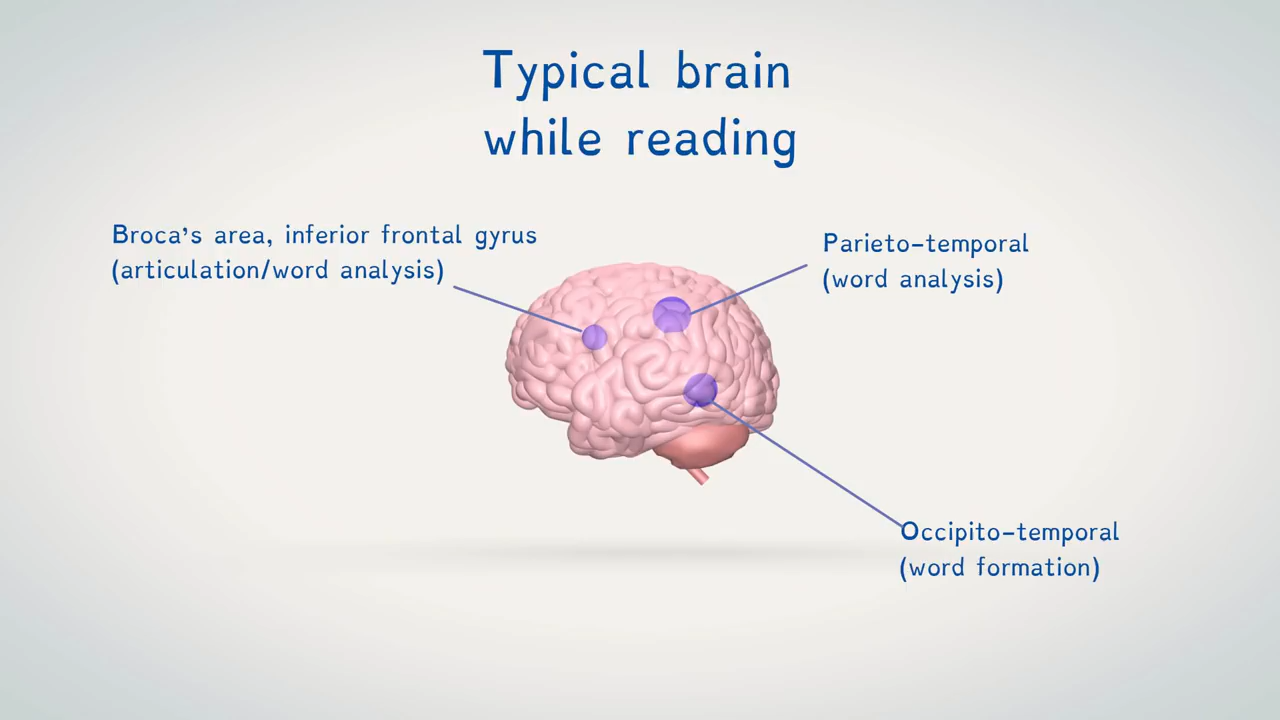 Typical brain
while reading
Broca's area, inferior frontal gyrus
(articulation/word analysis)
Parieto-temporal
(word analysis)
Occipito-temporal
(word formation)